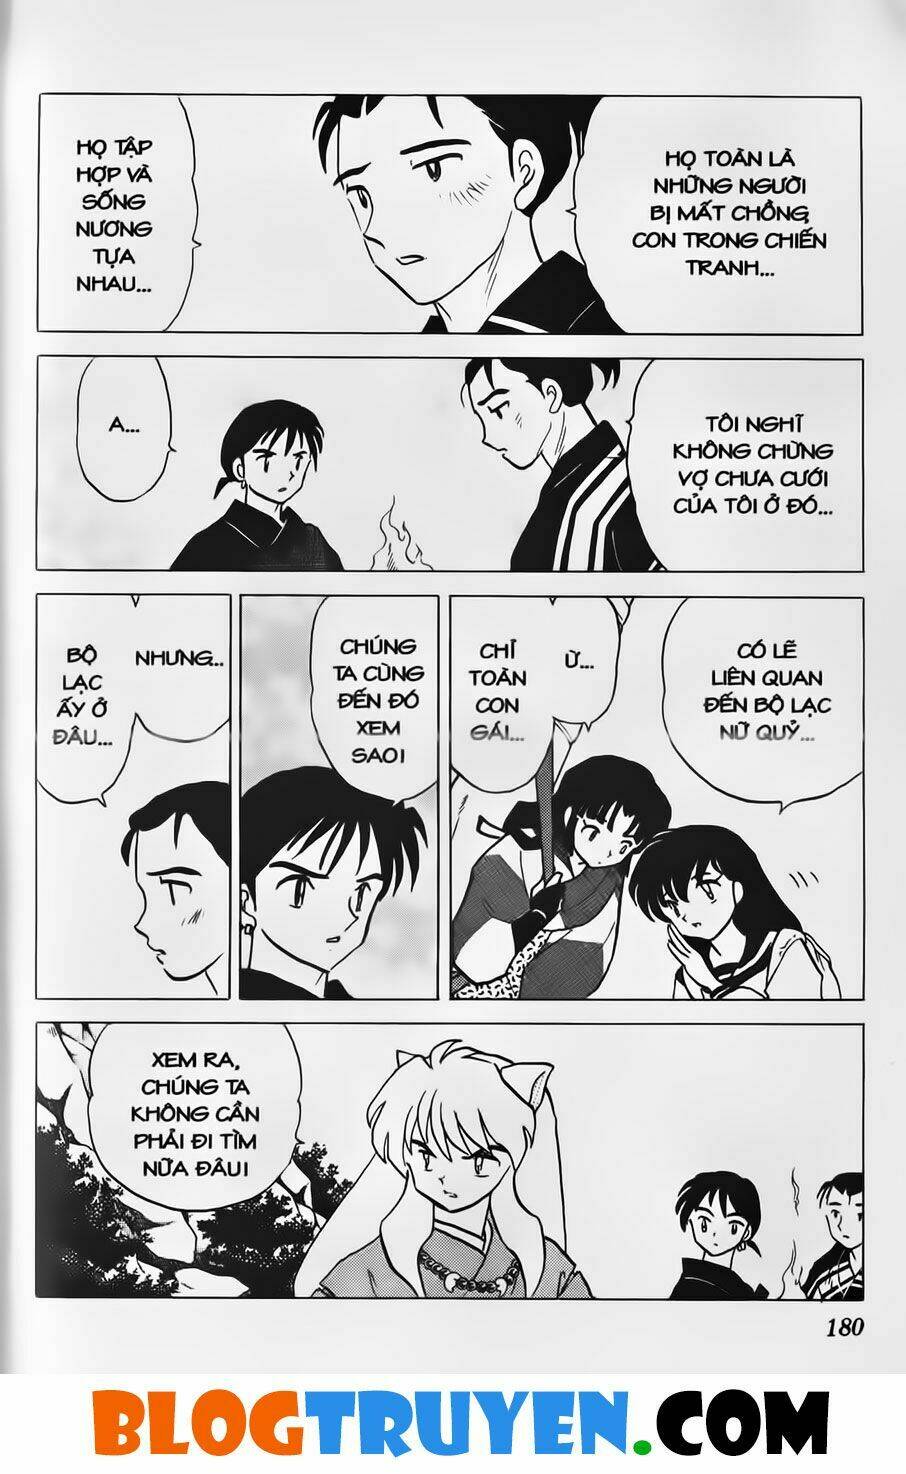 HỌ TOÀN LÀ
NHỮNG NGƯỜI
BỊ MẤT CHỒNG,
CON TRONG CHIẾN
TRANH...
HỌ TẬP
HỢP VÀ
SỐNG
NƯƠNG
TỰA
NHAU...
TÔI NGHĨ
KHÔNG CHỪNG
VỢ CHƯA CƯỚI
CỦA TÔI Ở ĐÓ...
A...
CÓ LẼ
LIÊN QUAN
ĐẾN BỘ LẠC
NỮ QUỶ...
Ừ...
CHỈ
TOÀN
CON
GÁI...
CHÚNG
TA CÙNG
ĐẾN ĐÓ
XEM
SAO!
NHƯNG...
BỘ
LẠC
ẤY Ở
ĐÂU...
XEM RA,
CHÚNG TA
KHÔNG CẦN
PHẢI ĐI TÌM
NỮA ĐÂU!
180
BLOGTRUYEN.COM